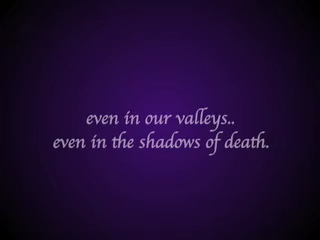 even in our valleys..
even in the shadows of death.